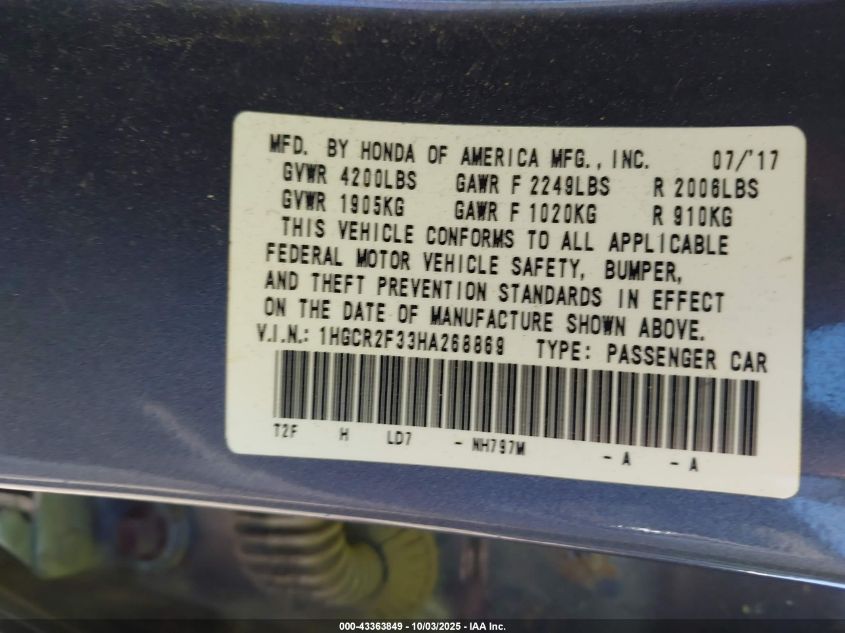 MFD. BY HONDA OF AMERICA MFG., INC. 07/'17
GVWR 4200LBS GAWR F 2249LBS R 2006LBS
GVWR 1905KG GAWR F 1020KG R 910KG
THIS VEHICLE CONFORMS TO ALL APPLICABLE
FEDERAL MOTOR VEHICLE SAFETY, BUMPER,
AND THEFT PREVENTION STANDARDS IN EFFECT
ON THE DATE OF MANUFACTURE SHOWN ABOVE.
V.I.N.: 1HGCR2F33HA268869 TYPE: PASSENGER CAR
T2F H LD7 - NH797M - A - A
000-43363849 - 10/03/2025 - IAA Inc.